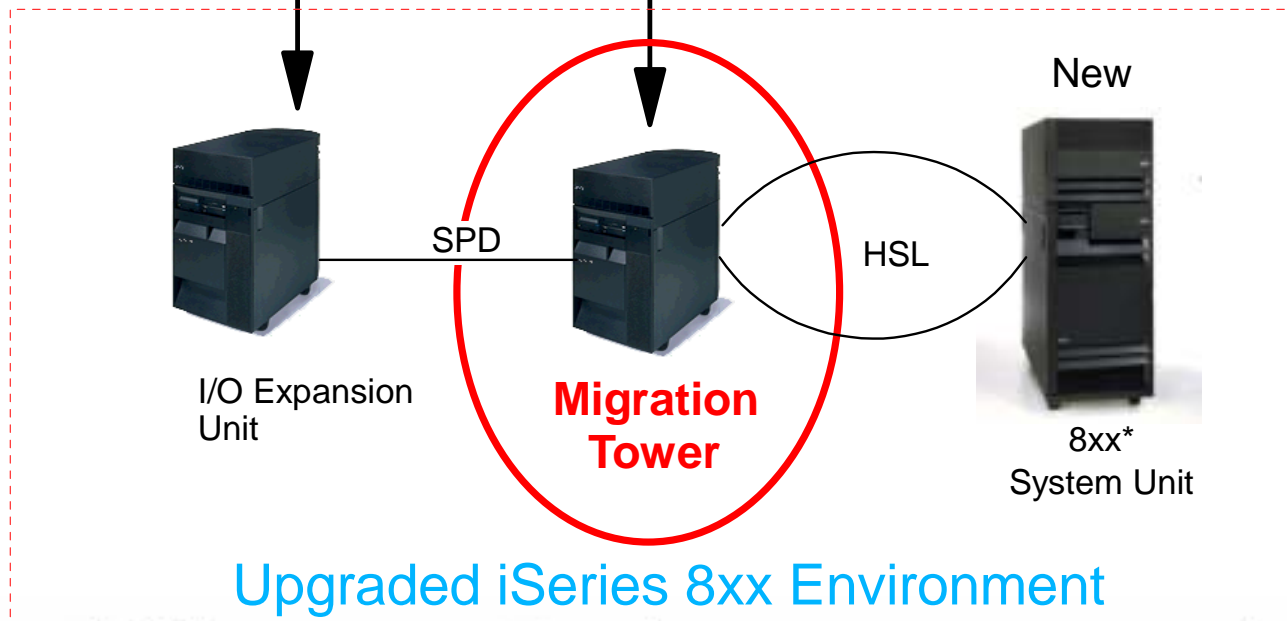 New
SPD
HSL
I/O Expansion
Unit
Migration
Tower
8xx*
System Unit
Upgraded iSeries 8xx Environment